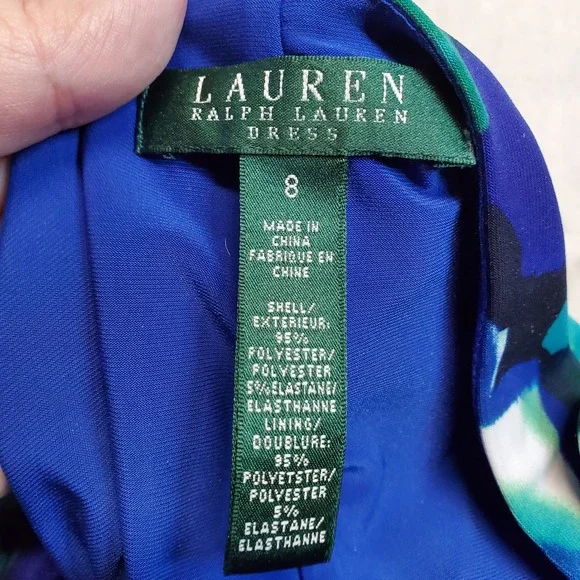 LAUREN
RALPH LAUREN
DRESS
8
MADE IN
CHINA
FABRIQUE EN
CHINE
SHELL/
EXTERIEUR:
95%
POLYESTER/
POLYESTER
5%ELASTANE/
ELASTHANNE
LINING/
DOUBLURE:
95%
POLYETSTER/
POLYESTER
5%
ELASTANE/
ELASTHANNE